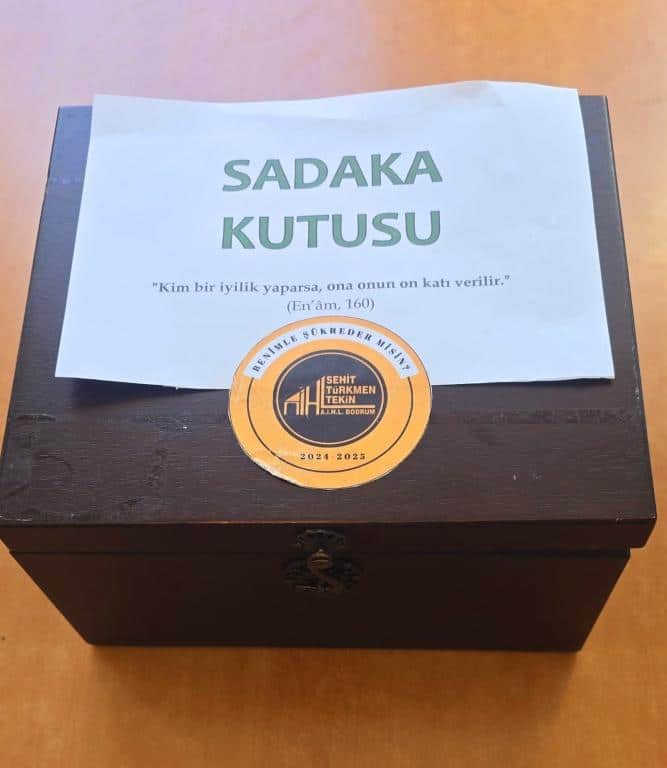 SADAKA
KUTUSU
"Kim bir iyilik yaparsa, ona onun on katı verilir."
(En'âm, 160)
BENİMLE ŞÜKREDER MİSİN?
ŞEHİT
TÜRKMEN
TEKİN
A.İ.H.L. BODRUM
2024-2025